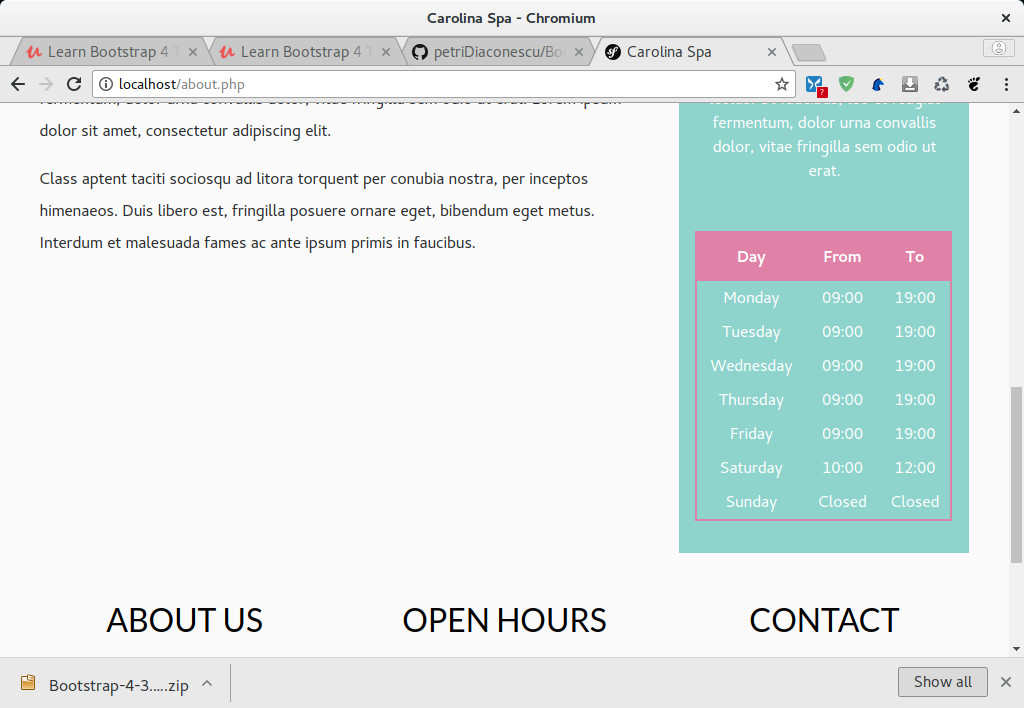 Carolina Spa - Chromium
Learn Bootstrap 4
Learn Bootstrap 4
petriDiaconescu/Bo
Carolina Spa
localhost/about.php
dolor sit amet, consectetur adipiscing elit.
Class aptent taciti sociosqu ad litora torquent per conubia nostra, per inceptos
himenaeos. Duis libero est, fringilla posuere ornare eget, bibendum eget metus.
Interdum et malesuada fames ac ante ipsum primis in faucibus.
fermentum, dolor urna convallis
dolor, vitae fringilla sem odio ut
erat.
Day From To
Monday 09:00 19:00
Tuesday 09:00 19:00
Wednesday 09:00 19:00
Thursday 09:00 19:00
Friday 09:00 19:00
Saturday 10:00 12:00
Sunday Closed Closed
ABOUT US
OPEN HOURS
CONTACT
Bootstrap-4-3.....zip
Show all